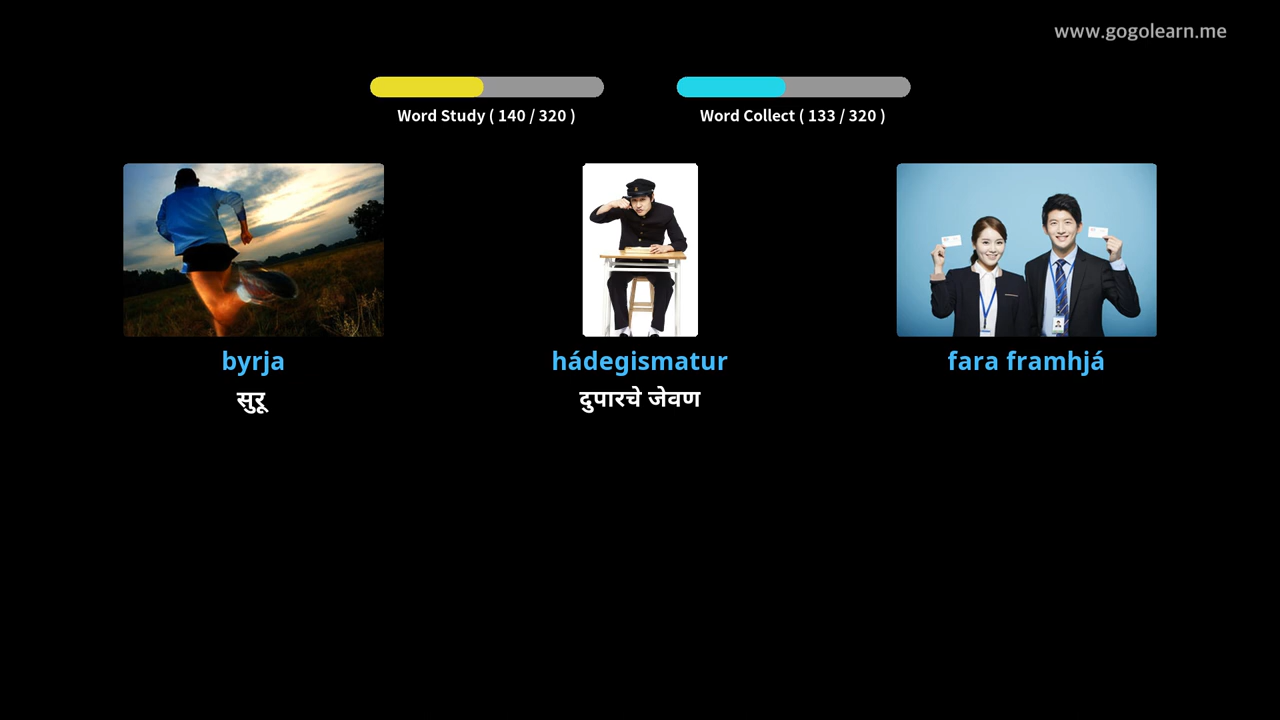 www.gogolearn.me
Word Study ( 140 / 320 )
Word Collect ( 133 / 320 )
byrja
hádegismatur
fara framhjá
सुरू
दुपारचे जेवण